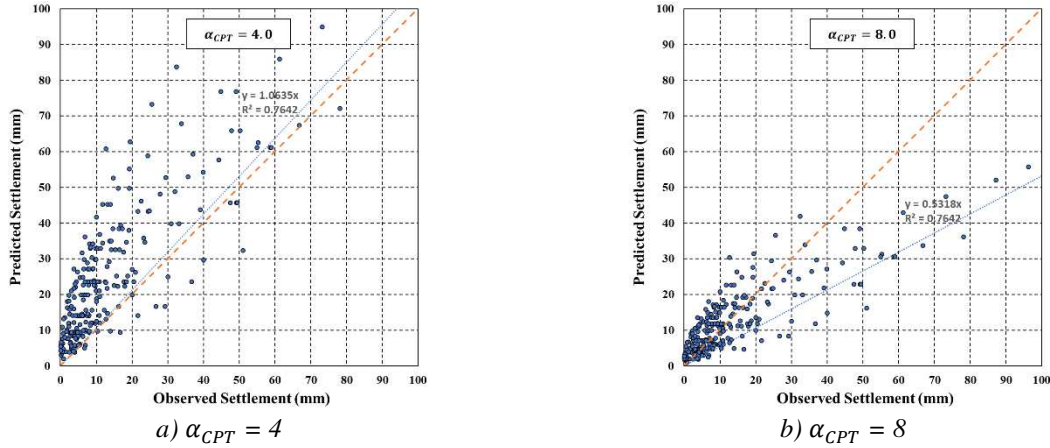 α_CPT = 4.0
y = 1.0635x
R² = 0.7642
Predicted Settlement (mm)
100
90
80
70
60
50
40
30
20
10
0
0 10 20 30 40 50 60 70 80 90 100
Observed Settlement (mm)
a) α_CPT = 4
α_CPT = 8.0
y = 0.5318x
R² = 0.7642
Predicted Settlement (mm)
100
90
80
70
60
50
40
30
20
10
0
0 10 20 30 40 50 60 70 80 90 100
Observed Settlement (mm)
b) α_CPT = 8